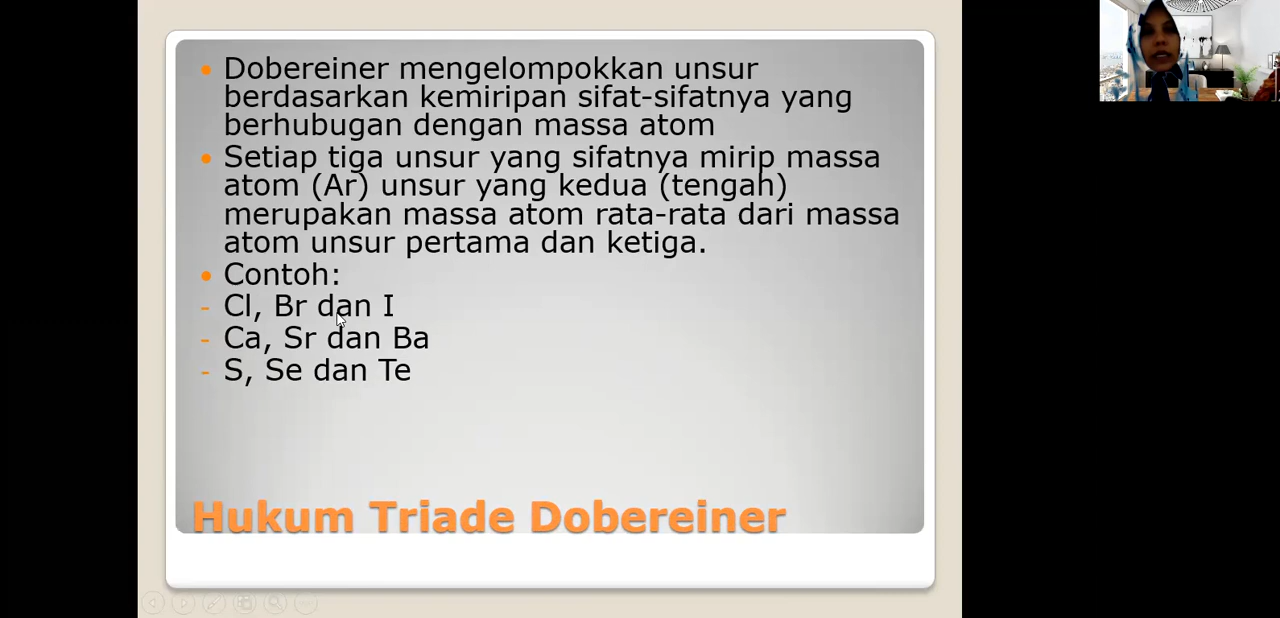 • Dobereiner mengelompokkan unsur
berdasarkan kemiripan sifat-sifatnya yang
berhubugan dengan massa atom
• Setiap tiga unsur yang sifatnya mirip massa
atom (Ar) unsur yang kedua (tengah)
merupakan massa atom rata-rata dari massa
atom unsur pertama dan ketiga.
• Contoh:
- Cl, Br dan I
- Ca, Sr dan Ba
- S, Se dan Te
Hukum Triade Dobereiner